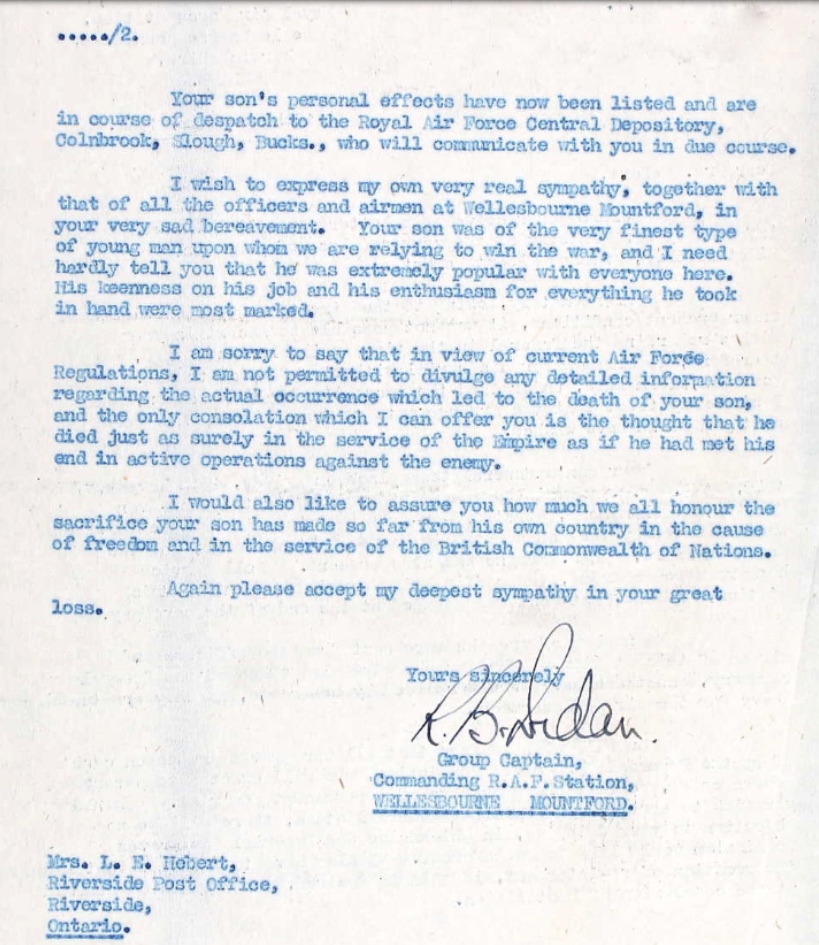 ...../2.
Your son's personal effects have now been listed and are
in course of despatch to the Royal Air Force Central Depository,
Colnbrook, Slough, Bucks., who will communicate with you in due course.
I wish to express my own very real sympathy, together with
that of all the officers and airmen at Wellesbourne Mountford, in
your very sad bereavement. Your son was of the very finest type
of young man upon whom we are relying to win the war, and I need
hardly tell you that he was extremely popular with everyone here.
His keenness on his job and his enthusiasm for everything he took
in hand were most marked.
I am sorry to say that in view of current Air Force
Regulations, I am not permitted to divulge any detailed information
regarding the actual occurrence which led to the death of your son,
and the only consolation which I can offer you is the thought that he
died just as surely in the service of the Empire as if he had met his
end in active operations against the enemy.
I would also like to assure you how much we all honour the
sacrifice your son has made so far from his own country in the cause
of freedom and in the service of the British Commonwealth of Nations.
Again please accept my deepest sympathy in your great
loss.
Yours sincerely
Group Captain,
Commanding R.A.F.Station,
WELLESBOURNE MOUNTFORD.
Mrs. L. E. Hobert,
Riverside Post Office,
Riverside,
Ontario.